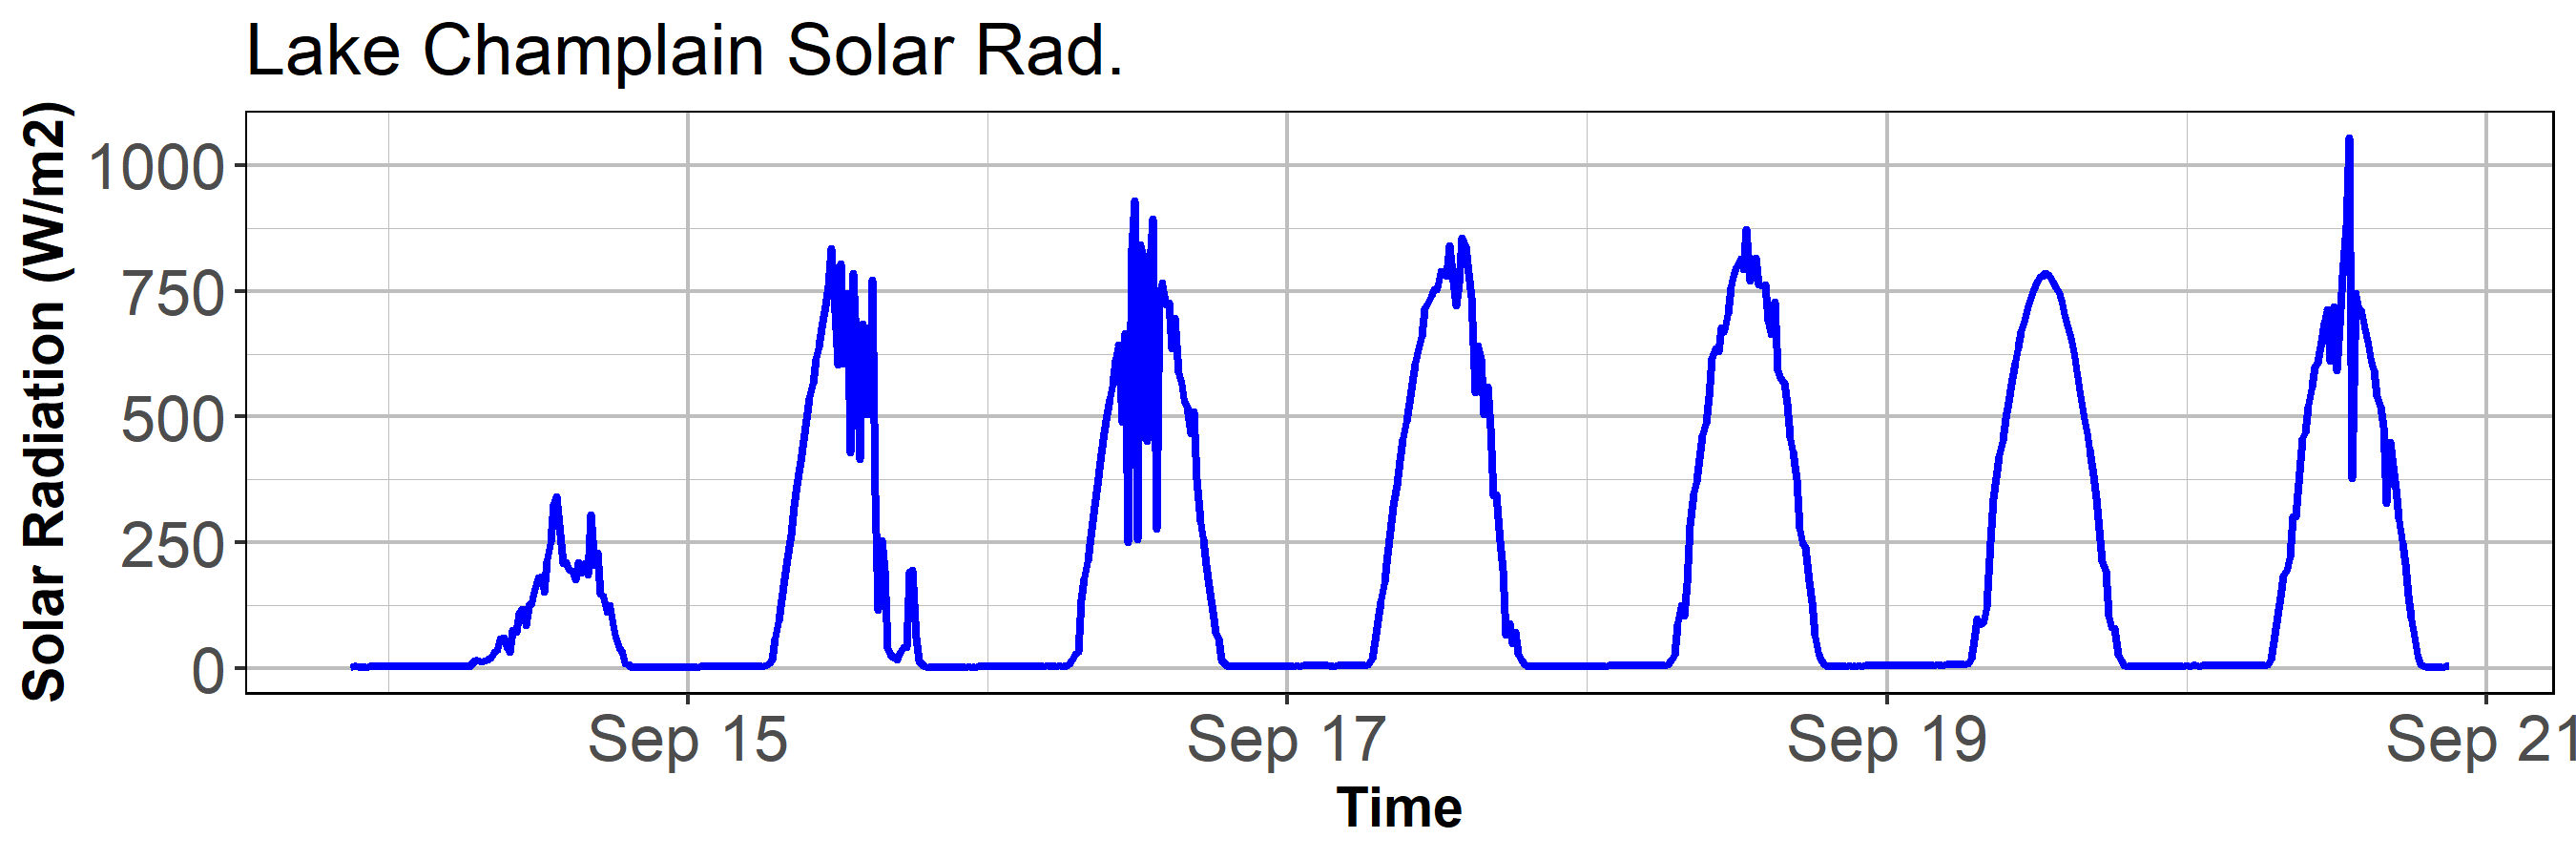 Lake Champlain Solar Rad.
Solar Radiation (W/m2)
1000
750
500
250
0
Sep 15
Sep 17
Sep 19
Sep 21
Time